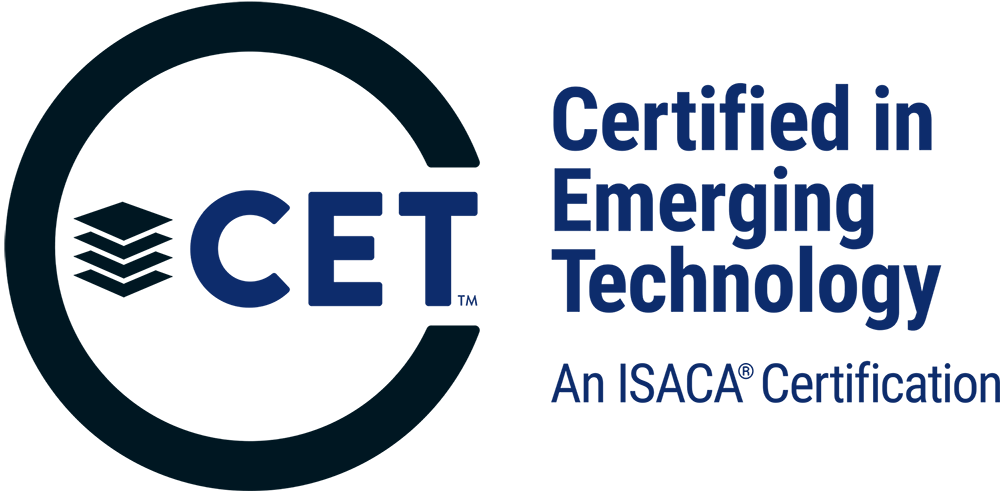 CET™
Certified in
Emerging
Technology
An ISACA® Certification